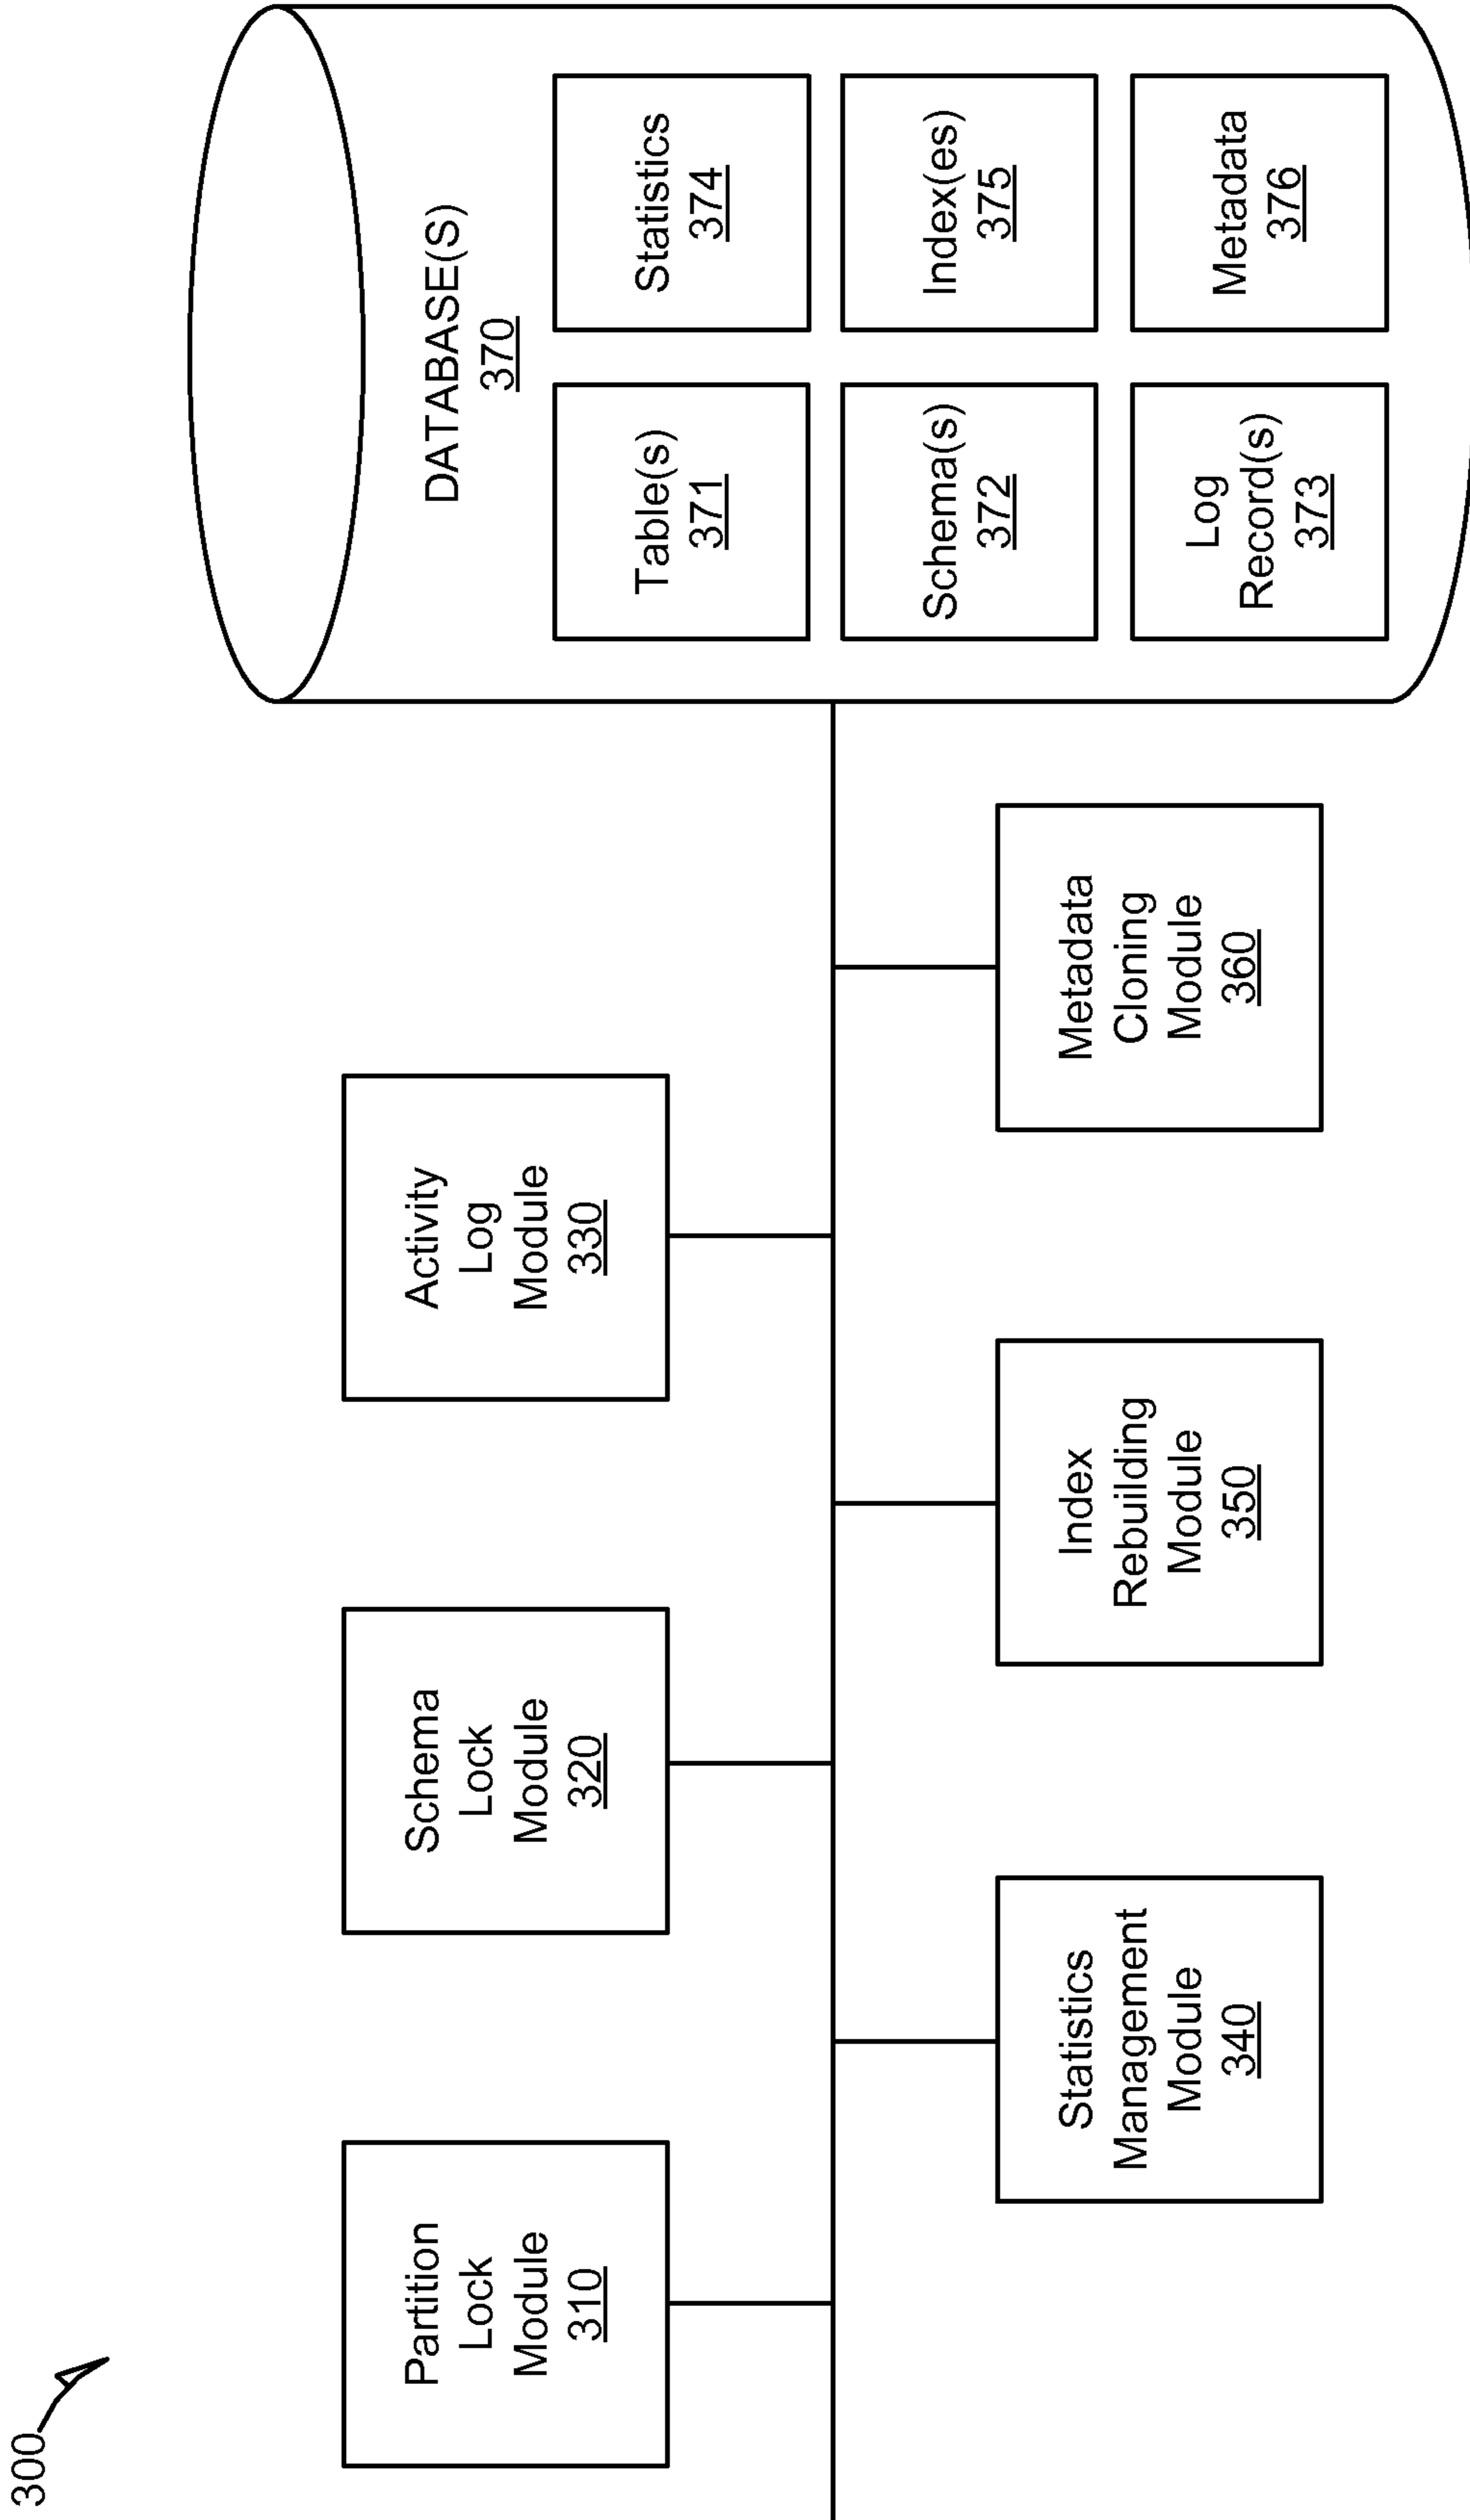 300
Partition
Lock
Module
310
Schema
Lock
Module
320
Activity
Log
Module
330
Statistics
Management
Module
340
Index
Rebuilding
Module
350
Metadata
Cloning
Module
360
DATABASE(S)
370
Table(s)
371
Statistics
374
Schema(s)
372
Index(es)
375
Log
Record(s)
373
Metadata
376